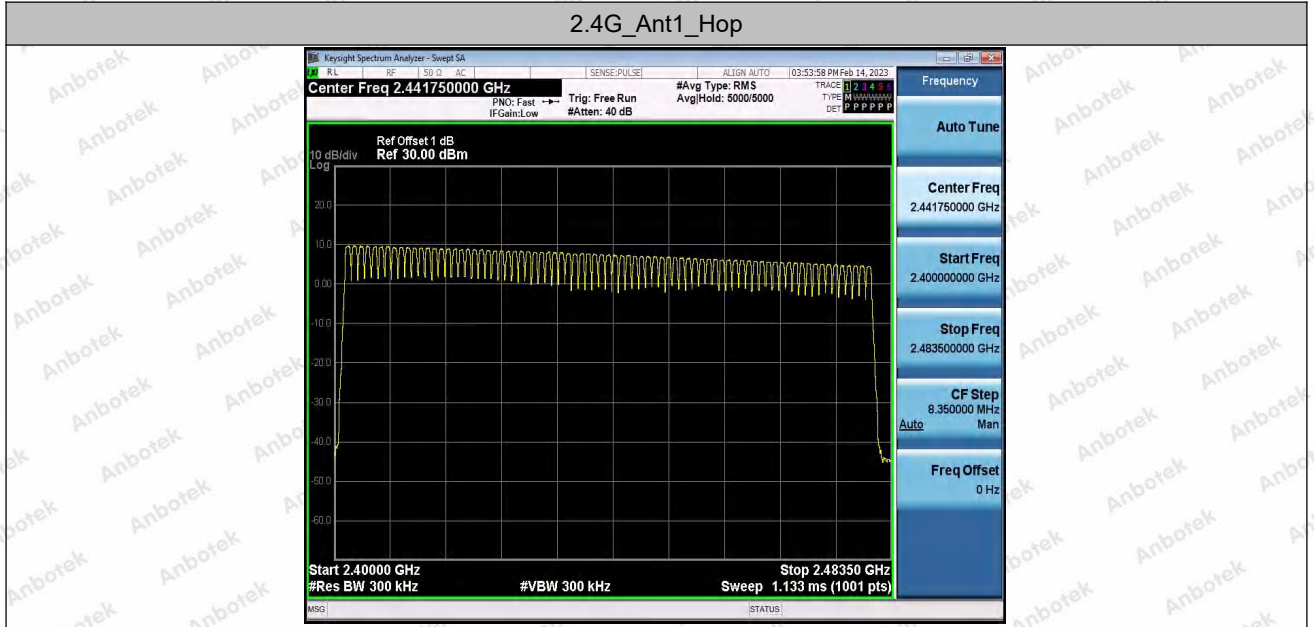 2.4G_Ant1_Hop
Keysight Spectrum Analyzer - Swept SA
RL RF 50 Ω AC SENSE:PULSE ALIGN AUTO 03:53:58 PM Feb 14, 2023
Center Freq 2.441750000 GHz
PNO: Fast
IFGain:Low
Trig: Free Run
#Atten: 40 dB
#Avg Type: RMS
Avg|Hold: 5000/5000
TRACE 1 2 3 4 5 6
TYPE M WWWWW
DET P P P P P P
Ref Offset 1 dB
10 dB/div Ref 30.00 dBm
Log
20.0
10.0
0.00
-10.0
-20.0
-30.0
-40.0
-50.0
-60.0
Start 2.40000 GHz Stop 2.48350 GHz
#Res BW 300 kHz #VBW 300 kHz Sweep 1.133 ms (1001 pts)
MSG STATUS
Frequency
Auto Tune
Center Freq
2.441750000 GHz
Start Freq
2.400000000 GHz
Stop Freq
2.483500000 GHz
CF Step
8.350000 MHz
Auto Man
Freq Offset
0 Hz
Anbotek